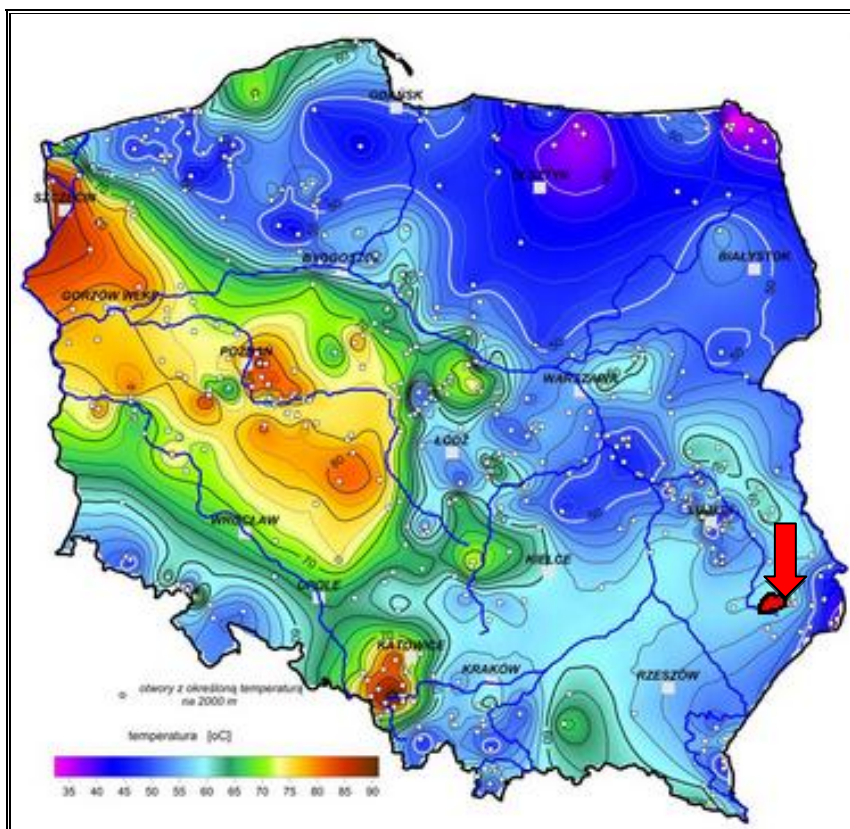 GDAŃSK
OLSZTYN
SZCZECIN
BYDGOSZCZ
BIAŁYSTOK
GORZÓW WLKP.
POZNAŃ
WARSZAWA
ŁÓDŹ
WROCŁAW
LUBLIN
KIELCE
OPOLE
KATOWICE
KRAKÓW
RZESZÓW
otwory z określoną temperaturą
na 2000 m
temperatura [oC]
35 40 45 50 55 60 65 70 75 80 85 90